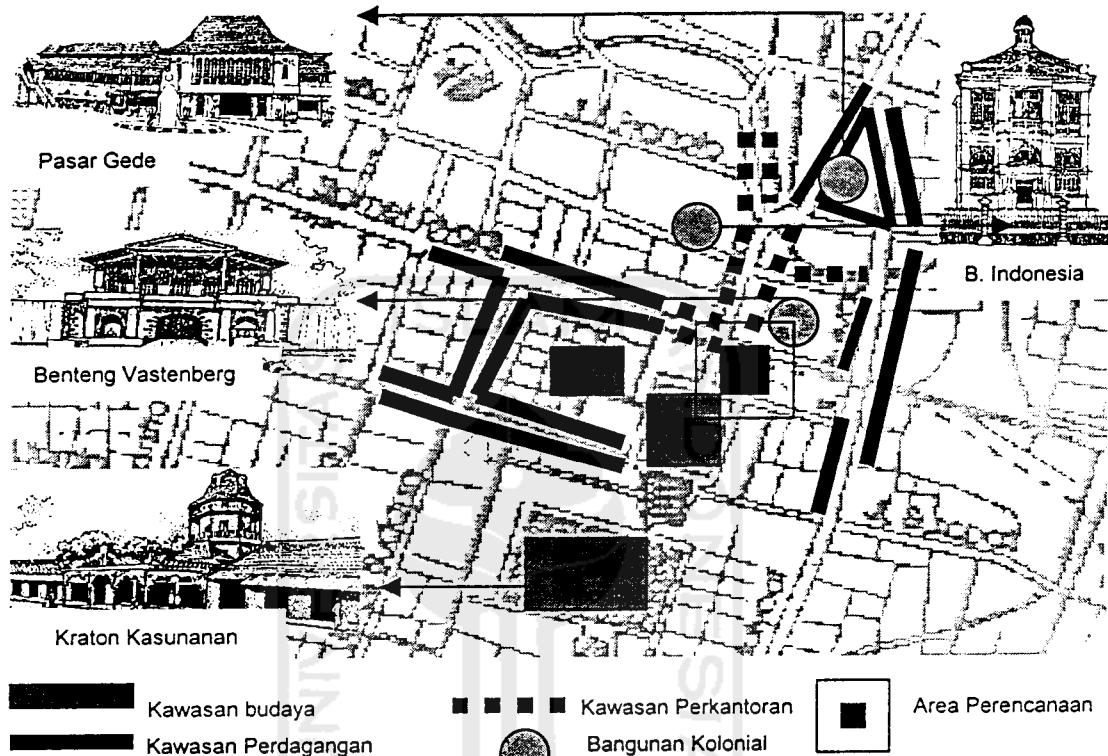 Pasar Gede
B. Indonesia
Benteng Vastenberg
Kraton Kasunanan
Kawasan budaya
Kawasan Perkantoran
Area Perencanaan
Kawasan Perdagangan
Bangunan Kolonial